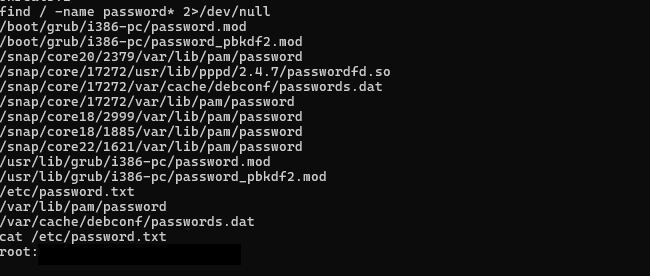 find / -name password* 2>/dev/null
/boot/grub/i386-pc/password.mod
/boot/grub/i386-pc/password_pbkdf2.mod
/snap/core20/2379/var/lib/pam/password
/snap/core/17272/usr/lib/pppd/2.4.7/passwordfd.so
/snap/core/17272/var/cache/debconf/passwords.dat
/snap/core/17272/var/lib/pam/password
/snap/core18/2999/var/lib/pam/password
/snap/core18/1885/var/lib/pam/password
/snap/core22/1621/var/lib/pam/password
/usr/lib/grub/i386-pc/password.mod
/usr/lib/grub/i386-pc/password_pbkdf2.mod
/etc/password.txt
/var/lib/pam/password
/var/cache/debconf/passwords.dat
cat /etc/password.txt
root: